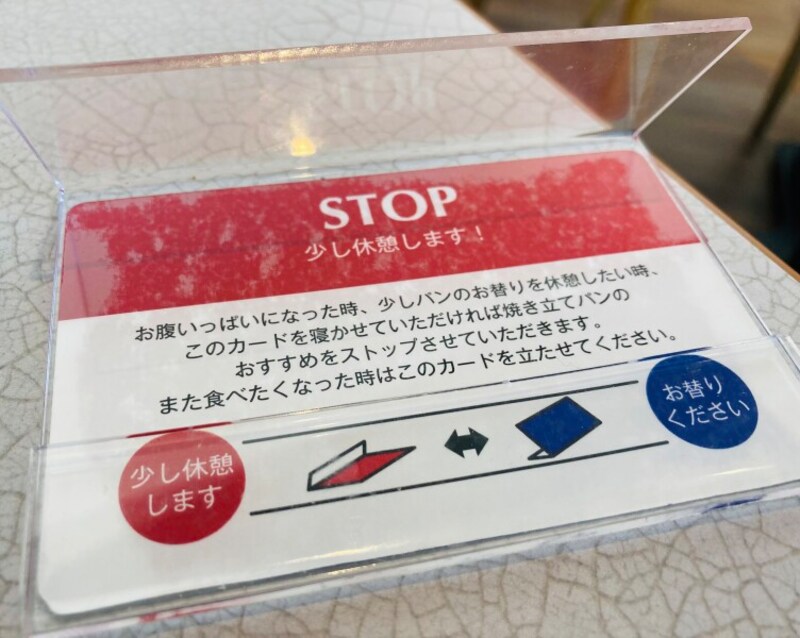 STOP
少し休憩します!
お腹いっぱいになった時、少しパンのお替りを休憩したい時、
このカードを寝かせていただければ焼き立てパンの
おすすめをストップさせていただきます。
また食べたくなった時はこのカードを立たせてください。
少し休憩
します
お替り
ください